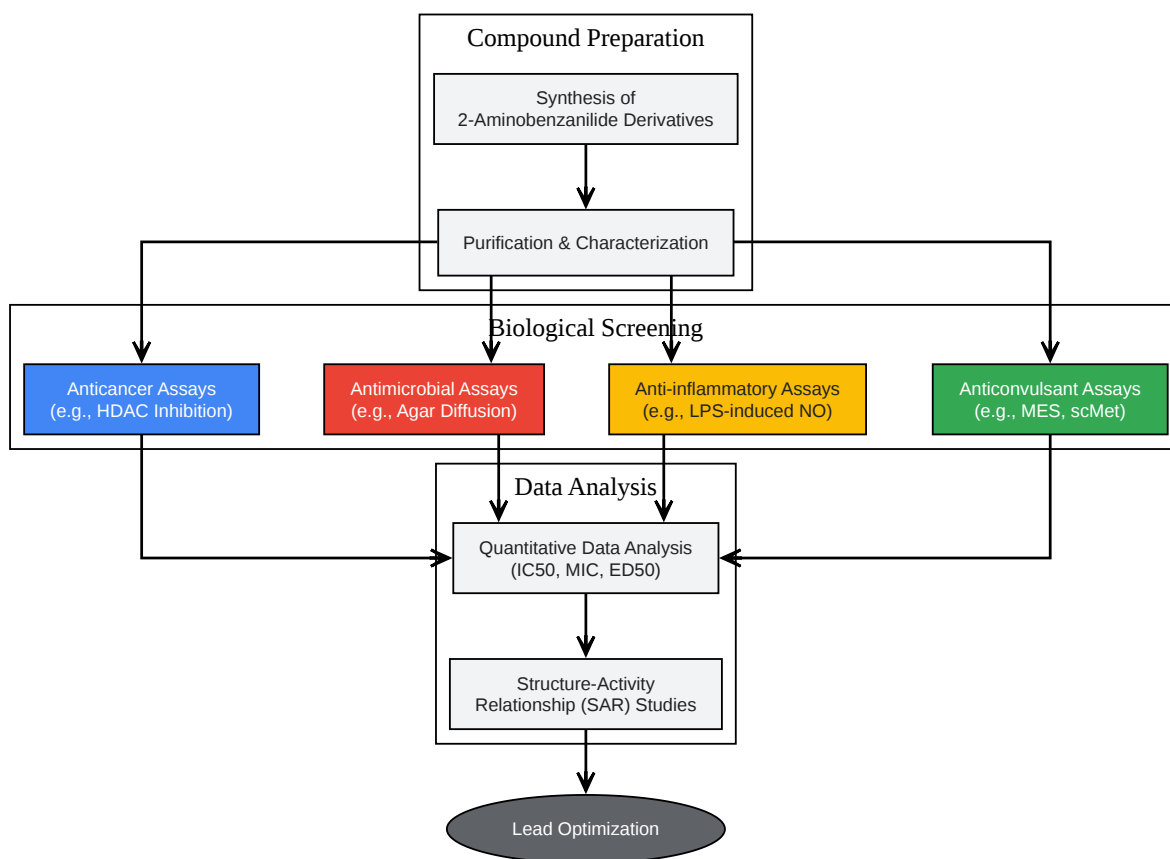 Compound Preparation
Synthesis of
2-Aminobenzanilide Derivatives
Purification & Characterization
Biological Screening
Anticancer Assays
(e.g., HDAC Inhibition)
Antimicrobial Assays
(e.g., Agar Diffusion)
Anti-inflammatory Assays
(e.g., LPS-induced NO)
Anticonvulsant Assays
(e.g., MES, scMet)
Data Analysis
Quantitative Data Analysis
(IC50, MIC, ED50)
Structure-Activity
Relationship (SAR) Studies
Lead Optimization